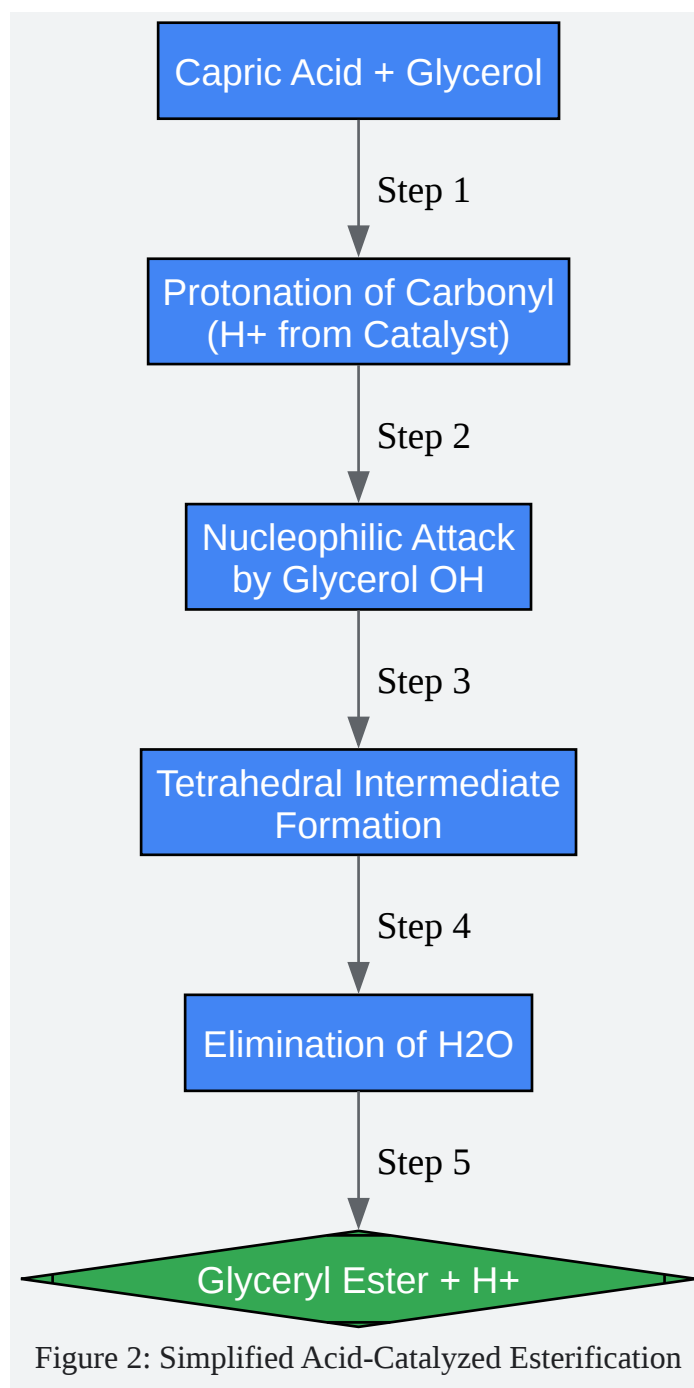 Capric Acid + Glycerol
Step 1
Protonation of Carbonyl
(H+ from Catalyst)
Step 2
Nucleophilic Attack
by Glycerol OH
Step 3
Tetrahedral Intermediate
Formation
Step 4
Elimination of H2O
Step 5
Glyceryl Ester + H+
Figure 2: Simplified Acid-Catalyzed Esterification